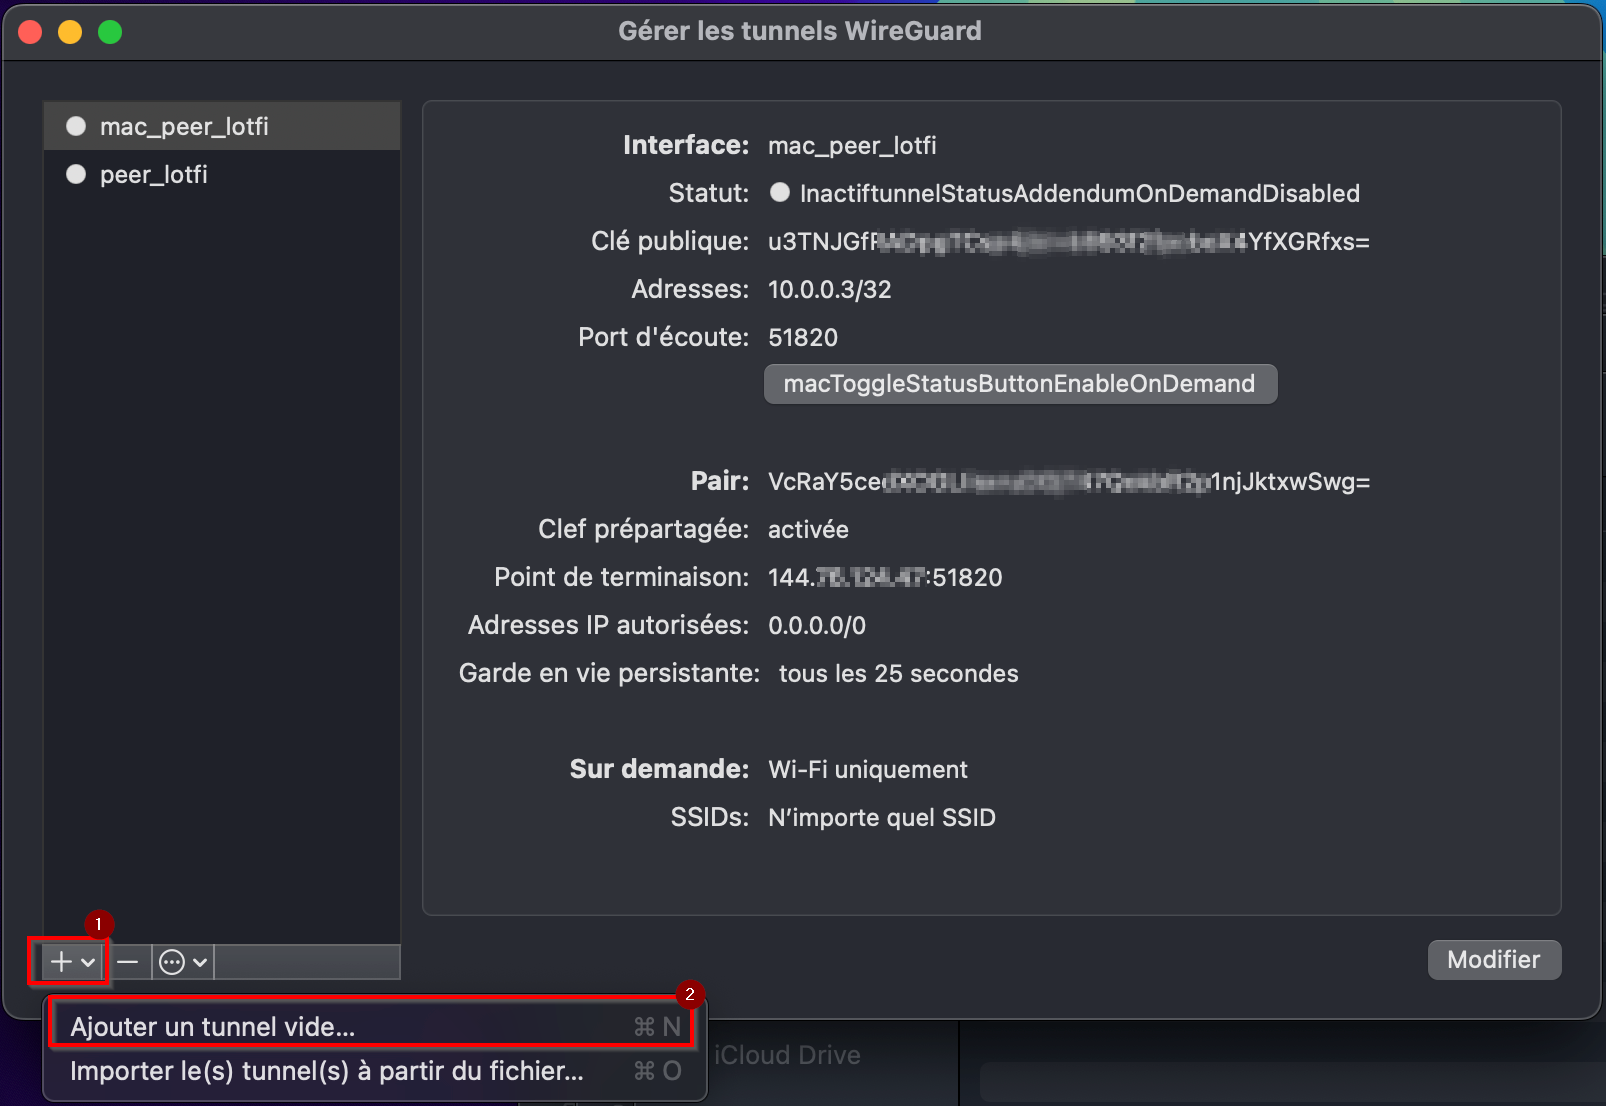 Gérer les tunnels WireGuard
mac_peer_lotfi
peer_lotfi
Interface: mac_peer_lotfi
Statut: InactiftunnelStatusAddendumOnDemandDisabled
Clé publique: u3TNJGf YfXGRfxs=
Adresses: 10.0.0.3/32
Port d'écoute: 51820
macToggleStatusButtonEnableOnDemand
Pair: VcRaY5ce 1njJktxwSwg=
Clef prépartagée: activée
Point de terminaison: 144. :51820
Adresses IP autorisées: 0.0.0.0/0
Garde en vie persistante: tous les 25 secondes
Sur demande: Wi-Fi uniquement
SSIDs: N’importe quel SSID
1
Modifier
2
Ajouter un tunnel vide... ⌘ N
Importer le(s) tunnel(s) à partir du fichier... ⌘ O
iCloud Drive